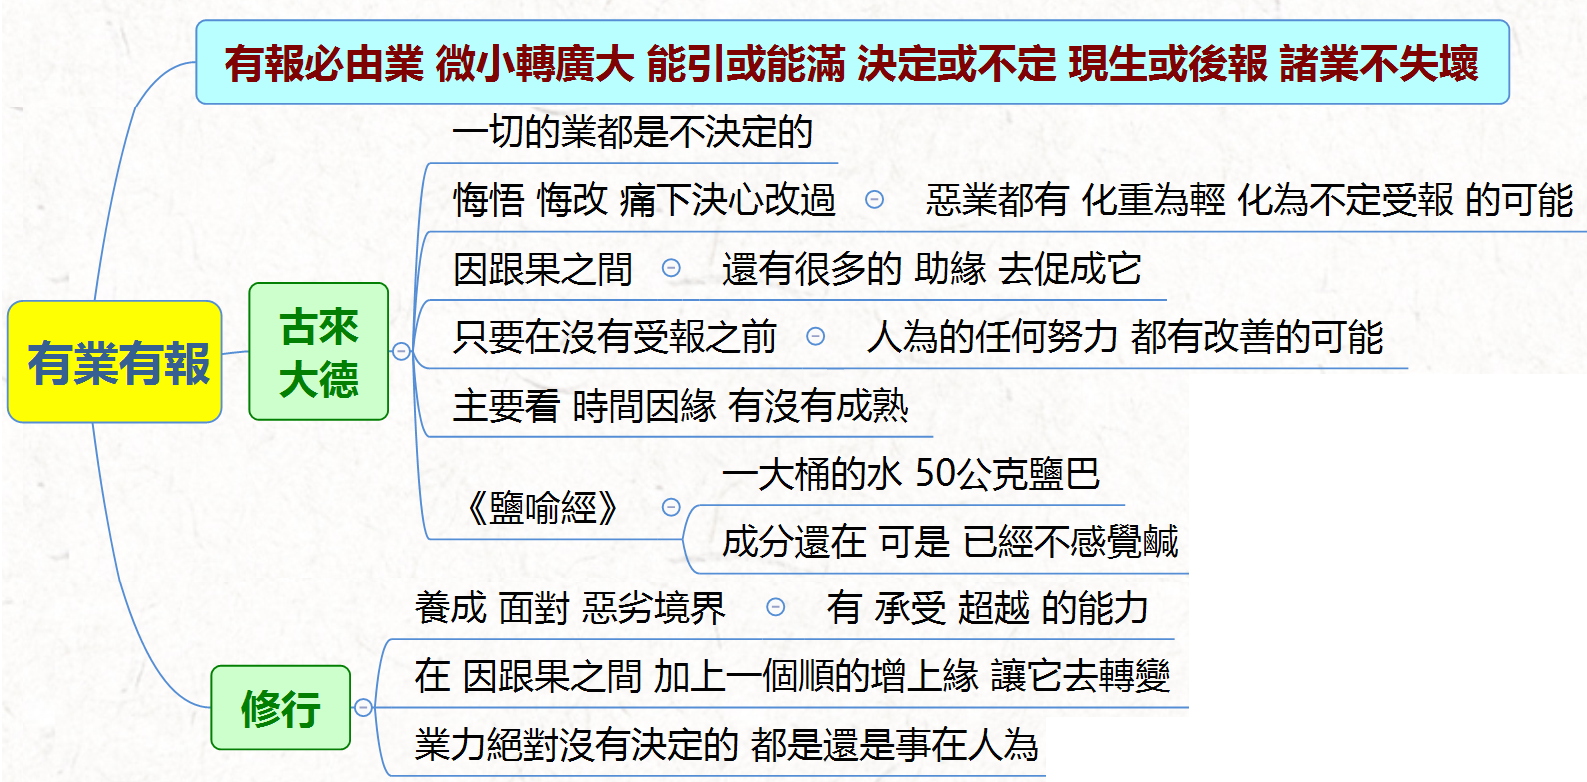 有報必由業 微小轉廣大 能引或能滿 決定或不定 現生或後報 諸業不失壞
一切的業都是不決定的
悔悟 悔改 痛下決心改過
惡業都有 化重為輕 化為不定受報 的可能
因跟果之間
還有很多的 助緣 去促成它
古來
大德
只要在沒有受報之前
人為的任何努力 都有改善的可能
有業有報
主要看 時間因緣 有沒有成熟
《鹽喻經》
一大桶的水 50公克鹽巴
成分還在 可是 已經不感覺鹹
養成 面對 惡劣境界
有 承受 超越 的能力
修行
在 因跟果之間 加上一個順的增上緣 讓它去轉變
業力絕對沒有決定的 都是還是事在人為